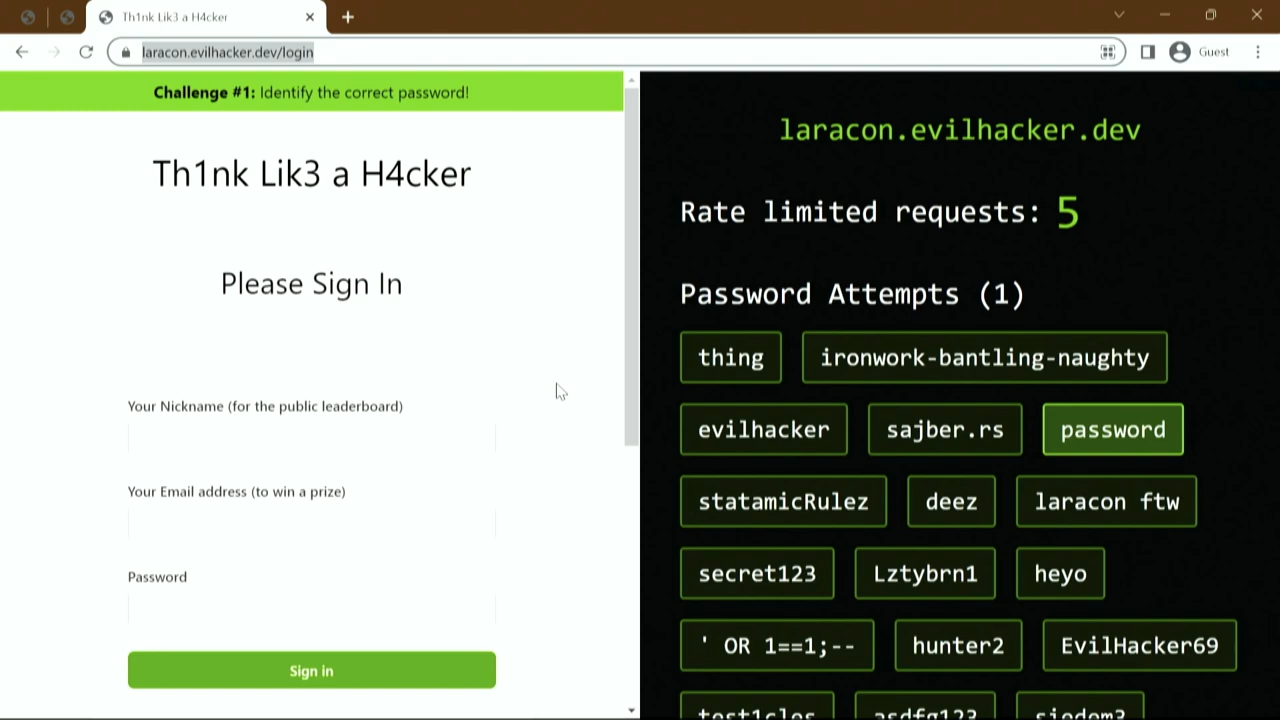 Th1nk Lik3 a H4cker
laracon.evilhacker.dev/login
Guest
Challenge #1: Identify the correct password!
Th1nk Lik3 a H4cker
Please Sign In
Your Nickname (for the public leaderboard)
Your Email address (to win a prize)
Password
Sign in
laracon.evilhacker.dev
Rate limited requests: 5
Password Attempts (1)
thing ironwork-bantling-naughty
evilhacker sajber.rs password
statamicRulez deez laracon ftw
secret123 Lztybrn1 heyo
' OR 1==1;-- hunter2 EvilHacker69